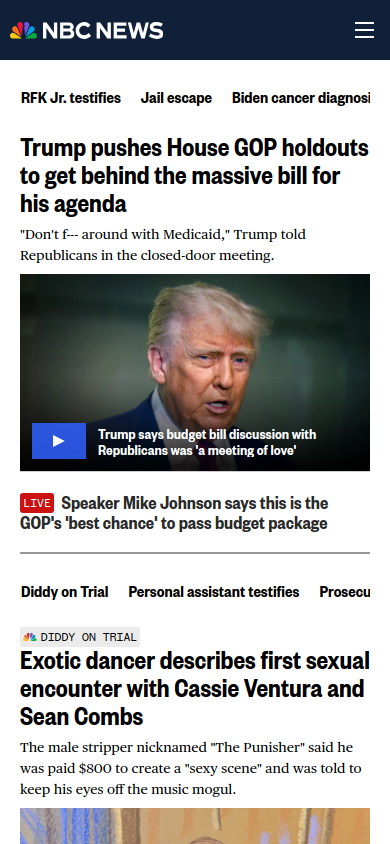 NBC NEWS
RFK Jr. testifies Jail escape Biden cancer diagnosi
Trump pushes House GOP holdouts
to get behind the massive bill for
his agenda
"Don't f--- around with Medicaid," Trump told
Republicans in the closed-door meeting.
Trump says budget bill discussion with
Republicans was 'a meeting of love'
LIVE Speaker Mike Johnson says this is the
GOP's 'best chance' to pass budget package
Diddy on Trial Personal assistant testifies Prosecu
DIDDY ON TRIAL
Exotic dancer describes first sexual
encounter with Cassie Ventura and
Sean Combs
The male stripper nicknamed "The Punisher" said he
was paid $800 to create a "sexy scene" and was told to
keep his eyes off the music mogul.